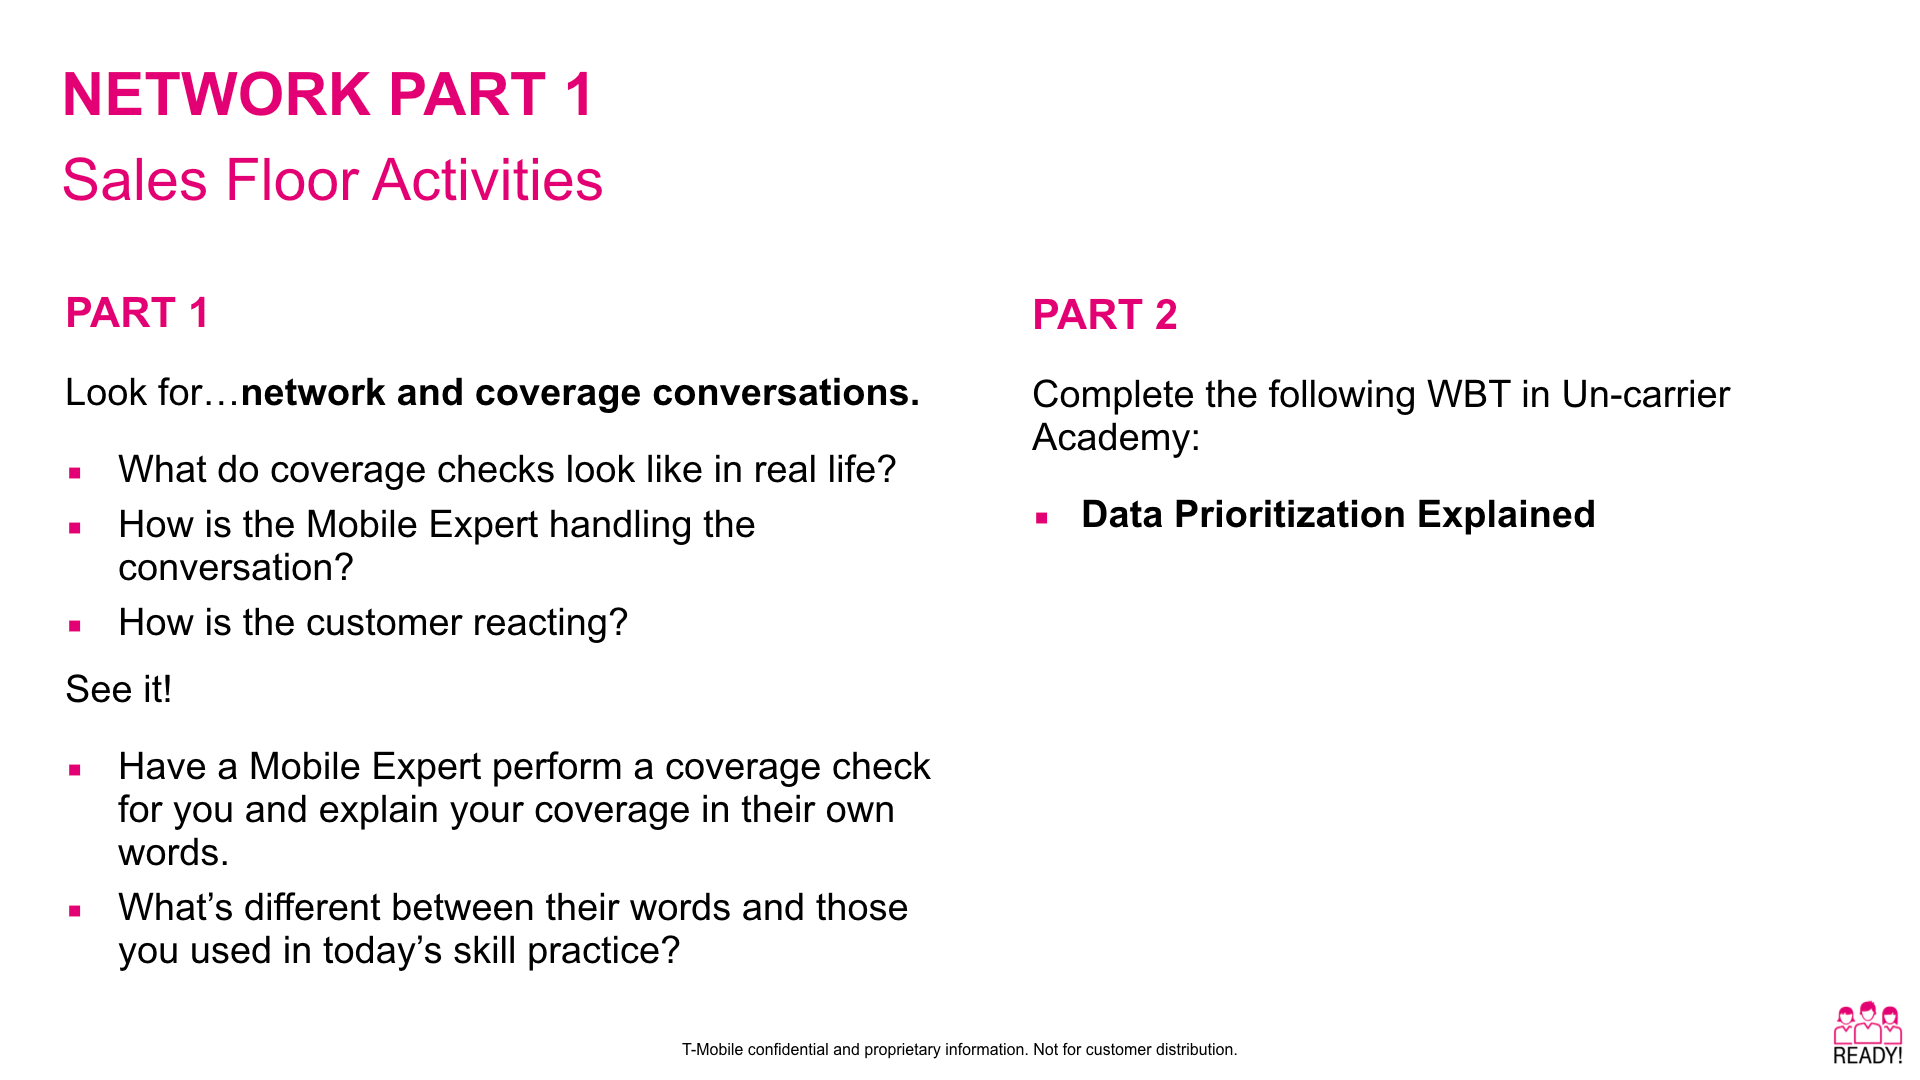 NETWORK PART 1
Sales Floor Activities
PART 1
Look for…network and coverage conversations.
▪ What do coverage checks look like in real life?
▪ How is the Mobile Expert handling the
conversation?
▪ How is the customer reacting?
See it!
▪ Have a Mobile Expert perform a coverage check
for you and explain your coverage in their own
words.
▪ What’s different between their words and those
you used in today’s skill practice?
PART 2
Complete the following WBT in Un-carrier
Academy:
▪ Data Prioritization Explained
T-Mobile confidential and proprietary information. Not for customer distribution.
READY!